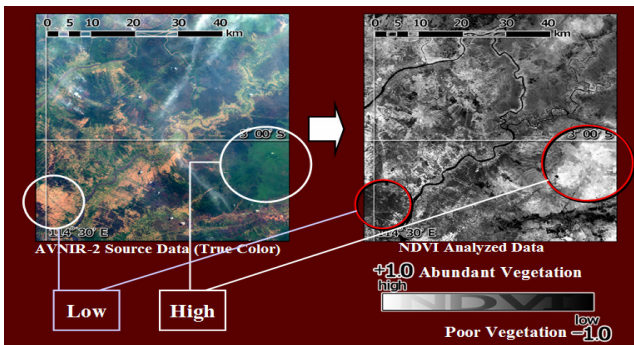 0 5 10 20 30 40
km
3°00'S
114°30'E
AVNIR-2 Source Data (True Color)
0 5 10 20 30 40
km
3°00'S
114°30'E
NDVI Analyzed Data
Low
High
+1.0 Abundant Vegetation
high
NDVI
low
Poor Vegetation −1.0